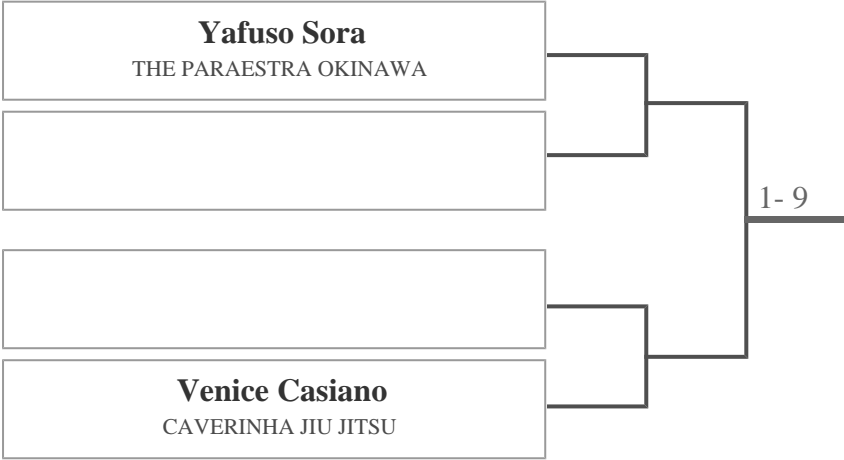 Yafuso Sora
THE PARAESTRA OKINAWA
1- 9
Venice Casiano
CAVERINHA JIU JITSU